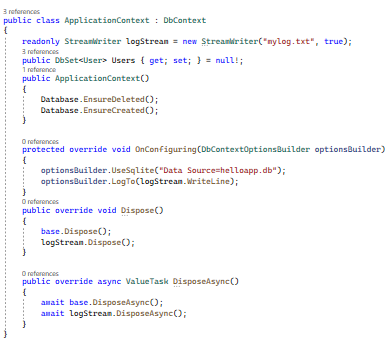 3 references
public class ApplicationContext : DbContext
{
readonly StreamWriter logStream = new StreamWriter("mylog.txt", true);
3 references
public DbSet<User> Users { get; set; } = null!;
1 reference
public ApplicationContext()
{
Database.EnsureDeleted();
Database.EnsureCreated();
}
0 references
protected override void OnConfiguring(DbContextOptionsBuilder optionsBuilder)
{
optionsBuilder.UseSqlite("Data Source=helloapp.db");
optionsBuilder.LogTo(logStream.WriteLine);
}
0 references
public override void Dispose()
{
base.Dispose();
logStream.Dispose();
}
0 references
public override async ValueTask DisposeAsync()
{
await base.DisposeAsync();
await logStream.DisposeAsync();
}
}